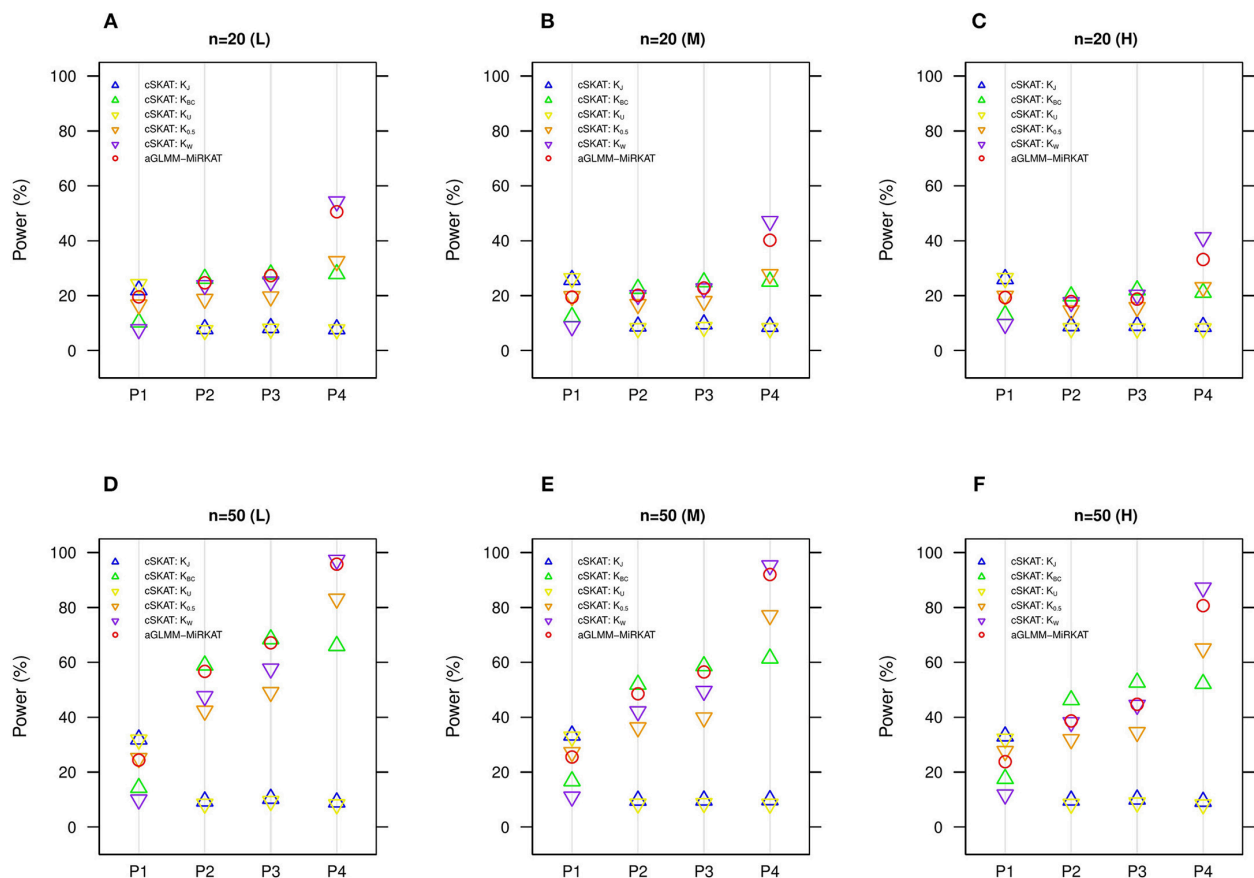 A
n=20 (L)
Power (%)
100
80
60
40
20
0
cSKAT: KJ
cSKAT: KBC
cSKAT: KU
cSKAT: K0.5
cSKAT: KW
aGLMM−MiRKAT
P1 P2 P3 P4
B
n=20 (M)
Power (%)
100
80
60
40
20
0
cSKAT: KJ
cSKAT: KBC
cSKAT: KU
cSKAT: K0.5
cSKAT: KW
aGLMM−MiRKAT
P1 P2 P3 P4
C
n=20 (H)
Power (%)
100
80
60
40
20
0
cSKAT: KJ
cSKAT: KBC
cSKAT: KU
cSKAT: K0.5
cSKAT: KW
aGLMM−MiRKAT
P1 P2 P3 P4
D
n=50 (L)
Power (%)
100
80
60
40
20
0
cSKAT: KJ
cSKAT: KBC
cSKAT: KU
cSKAT: K0.5
cSKAT: KW
aGLMM−MiRKAT
P1 P2 P3 P4
E
n=50 (M)
Power (%)
100
80
60
40
20
0
cSKAT: KJ
cSKAT: KBC
cSKAT: KU
cSKAT: K0.5
cSKAT: KW
aGLMM−MiRKAT
P1 P2 P3 P4
F
n=50 (H)
Power (%)
100
80
60
40
20
0
cSKAT: KJ
cSKAT: KBC
cSKAT: KU
cSKAT: K0.5
cSKAT: KW
aGLMM−MiRKAT
P1 P2 P3 P4